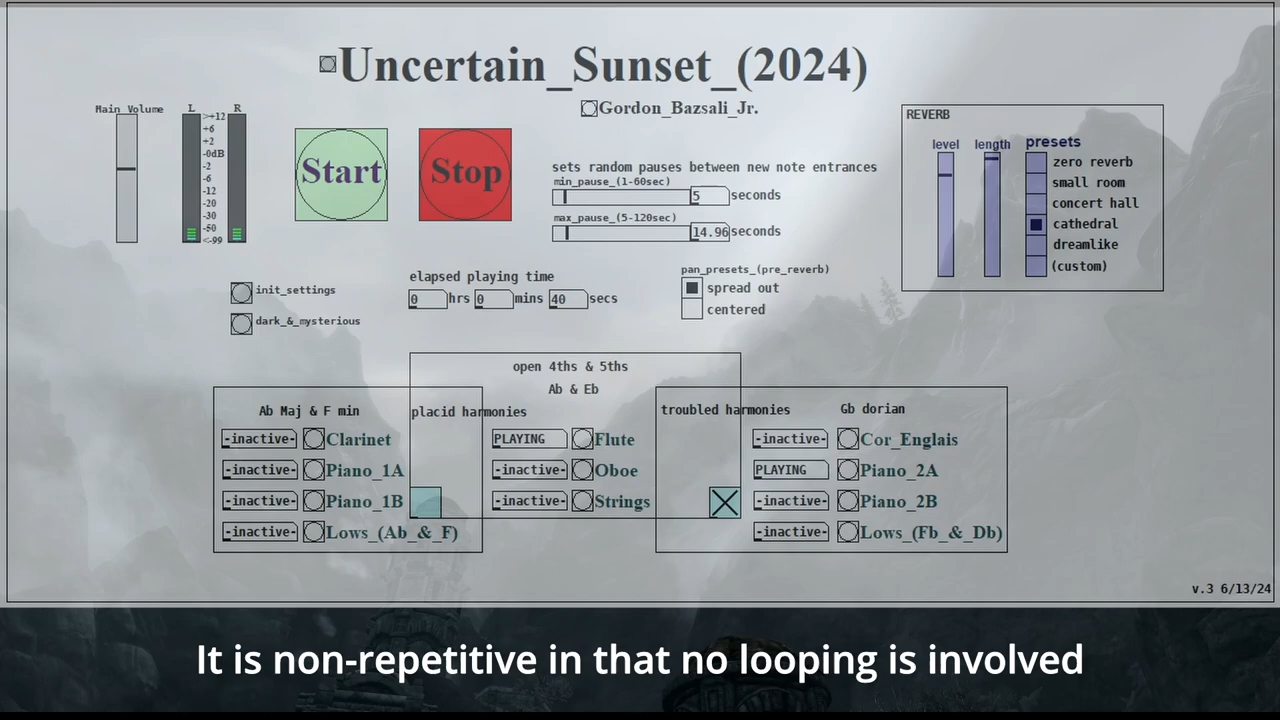 Uncertain_Sunset_(2024)
Gordon_Bazsali_Jr.
Main_Volume
L R
>+12
+6
+2
-0dB
-2
-6
-12
-20
-30
-50
<-99
Start
Stop
sets random pauses between new note entrances
min_pause_(1-60sec)
5 seconds
max_pause_(5-120sec)
14.96 seconds
REVERB
level length presets
zero reverb
small room
concert hall
cathedral
dreamlike
(custom)
init_settings
dark_&_mysterious
elapsed playing time
0 hrs 0 mins 40 secs
pan_presets_(pre_reverb)
spread out
centered
open 4ths & 5ths
Ab & Eb
Ab Maj & F min
placid harmonies
troubled harmonies
Gb dorian
-inactive- Clarinet
-inactive- Piano_1A
-inactive- Piano_1B
-inactive- Lows_(Ab_&_F)
PLAYING Flute
-inactive- Oboe
-inactive- Strings
-inactive- Cor_Englais
PLAYING Piano_2A
-inactive- Piano_2B
-inactive- Lows_(Fb_&_Db)
v.3 6/13/24
It is non-repetitive in that no looping is involved